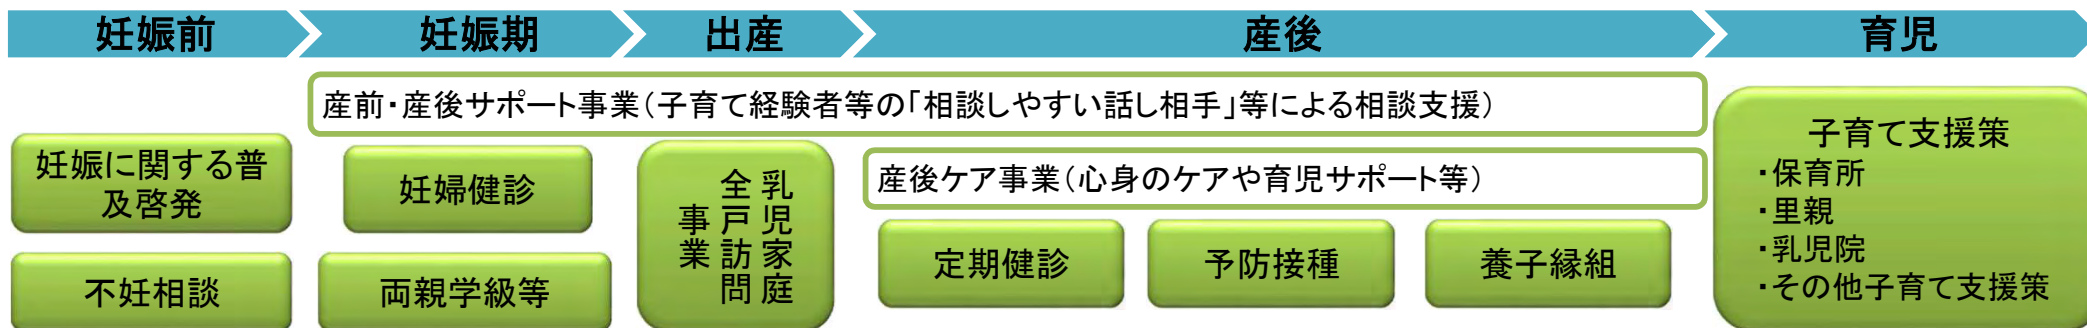 妊娠前
妊娠期
出産
産後
育児
産前・産後サポート事業(子育て経験者等の「相談しやすい話し相手」等による相談支援)
妊娠に関する普
及啓発
不妊相談
妊婦健診
両親学級等
乳児家庭
全戸訪問
事業
産後ケア事業(心身のケアや育児サポート等)
定期健診
予防接種
養子縁組
子育て支援策
・保育所
・里親
・乳児院
・その他子育て支援策